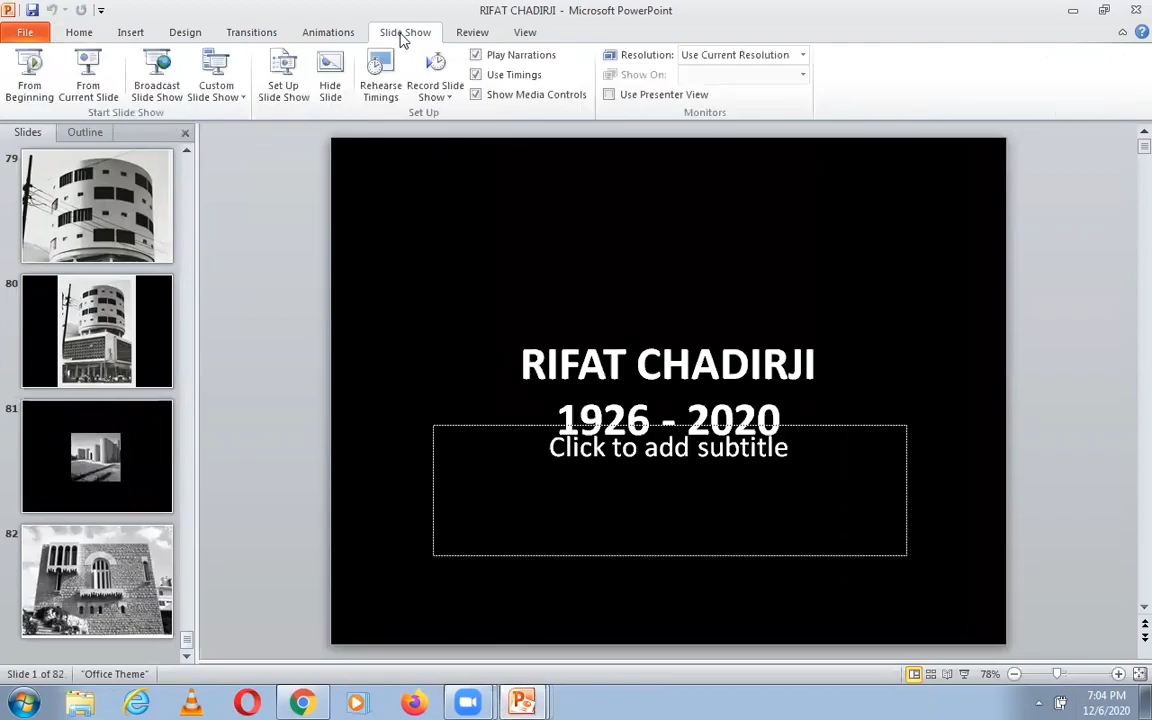 RIFAT CHADIRJI - Microsoft PowerPoint
File Home Insert Design Transitions Animations Slide Show Review View
From Beginning
From Current Slide
Broadcast Slide Show
Custom Slide Show
Set Up Slide Show
Hide Slide
Rehearse Timings
Record Slide Show
Play Narrations
Use Timings
Show Media Controls
Resolution: Use Current Resolution
Show On:
Use Presenter View
Start Slide Show
Set Up
Monitors
Slides Outline
79
80
81
82
RIFAT CHADIRJI
1926 - 2020
Click to add subtitle
Slide 1 of 82 "Office Theme" 78%
7:04 PM
12/6/2020